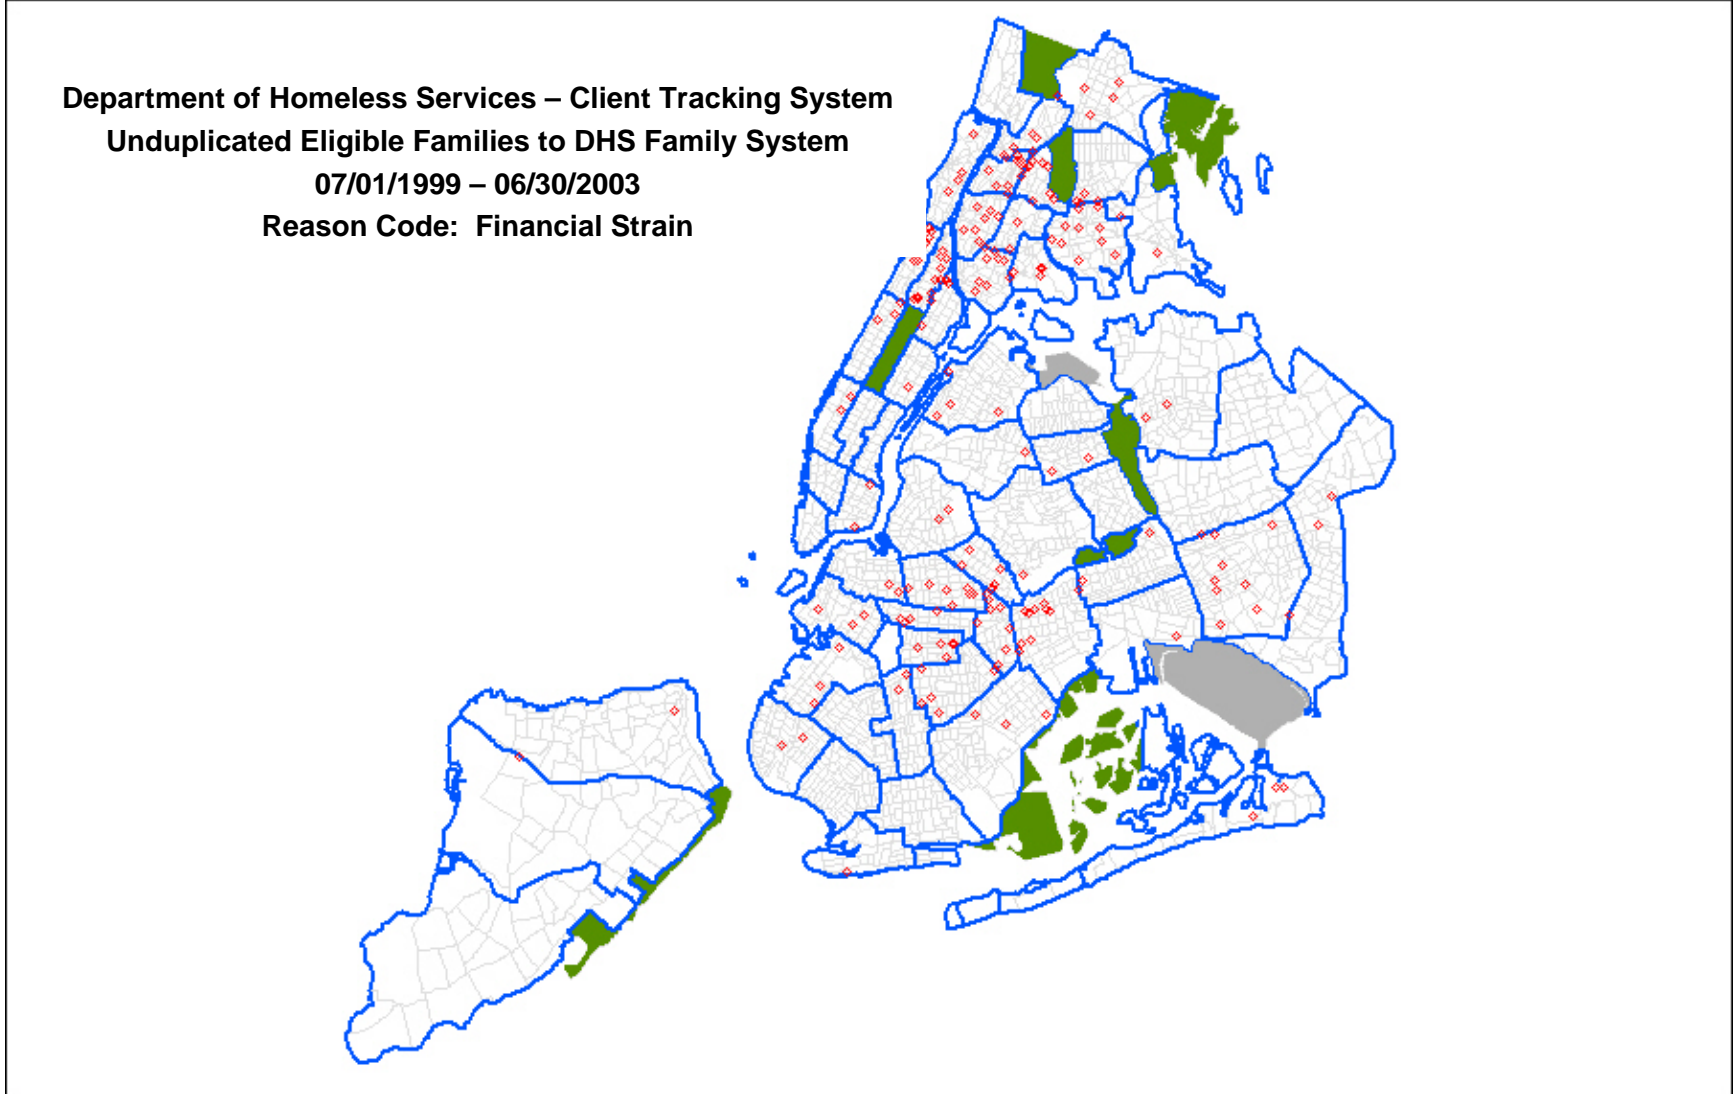 Department of Homeless Services – Client Tracking System
Unduplicated Eligible Families to DHS Family System
07/01/1999 – 06/30/2003
Reason Code:  Financial Strain